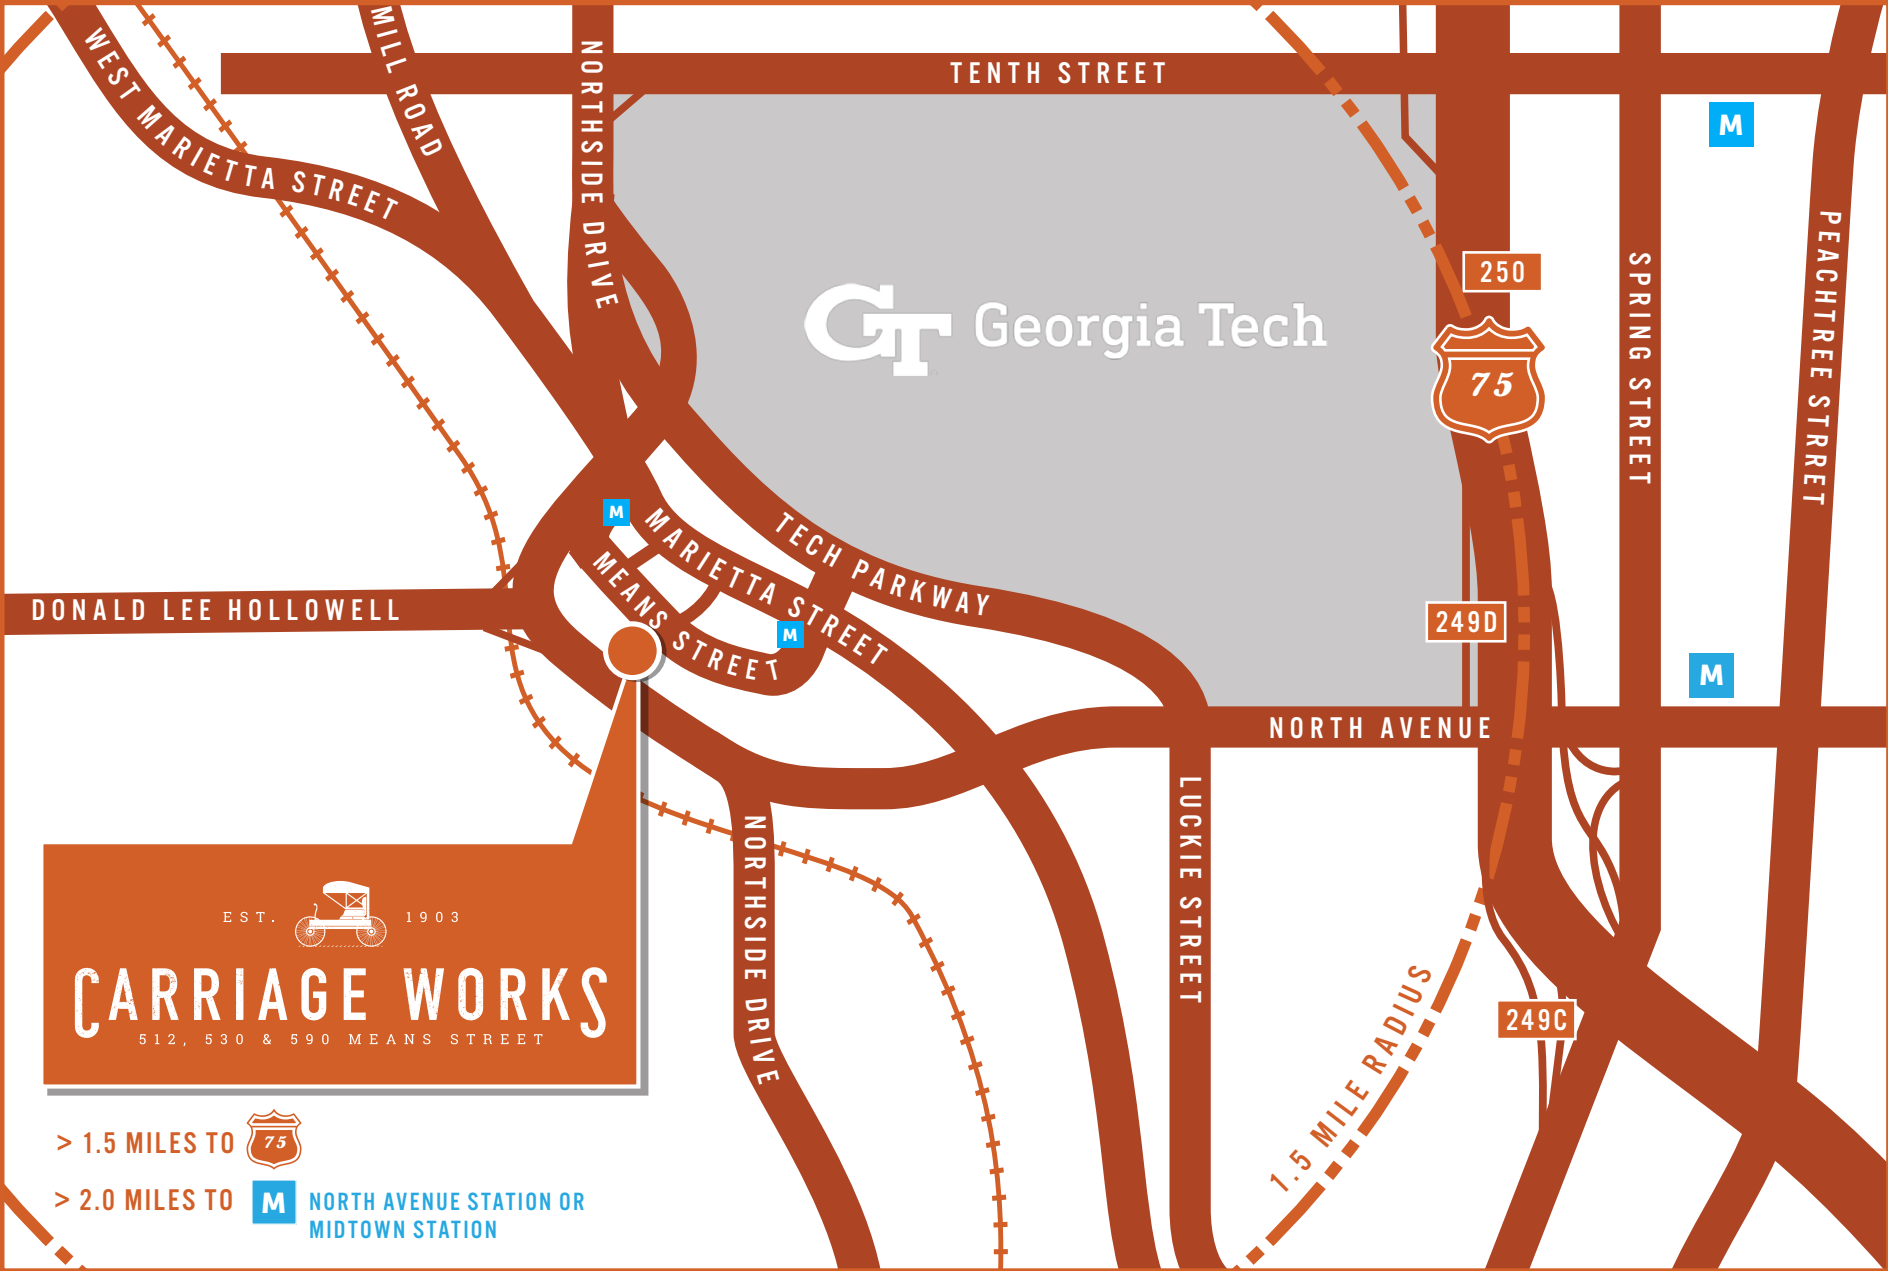 WEST MARIETTA STREET
MILL ROAD
NORTHSIDE DRIVE
TENTH STREET
M
PEACHTREE STRRET
SPRING STREET
250
GT Georgia Tech
75
M
MARIETTA STREET
TECH PARKWAY
MEANS STREET
DONALD LEE HOLLOWELL
M
249D
M
NORTH AVENUE
LUCKIE STREET
NORTHSIDE DRIVE
EST. 1903
CARRIAGE WORKS
512, 530 & 590 MEANS STREET
1.5 MILE RADIUS
249C
> 1.5 MILES TO 75
> 2.0 MILES TO M NORTH AVENUE STATION OR
MIDTOWN STATION